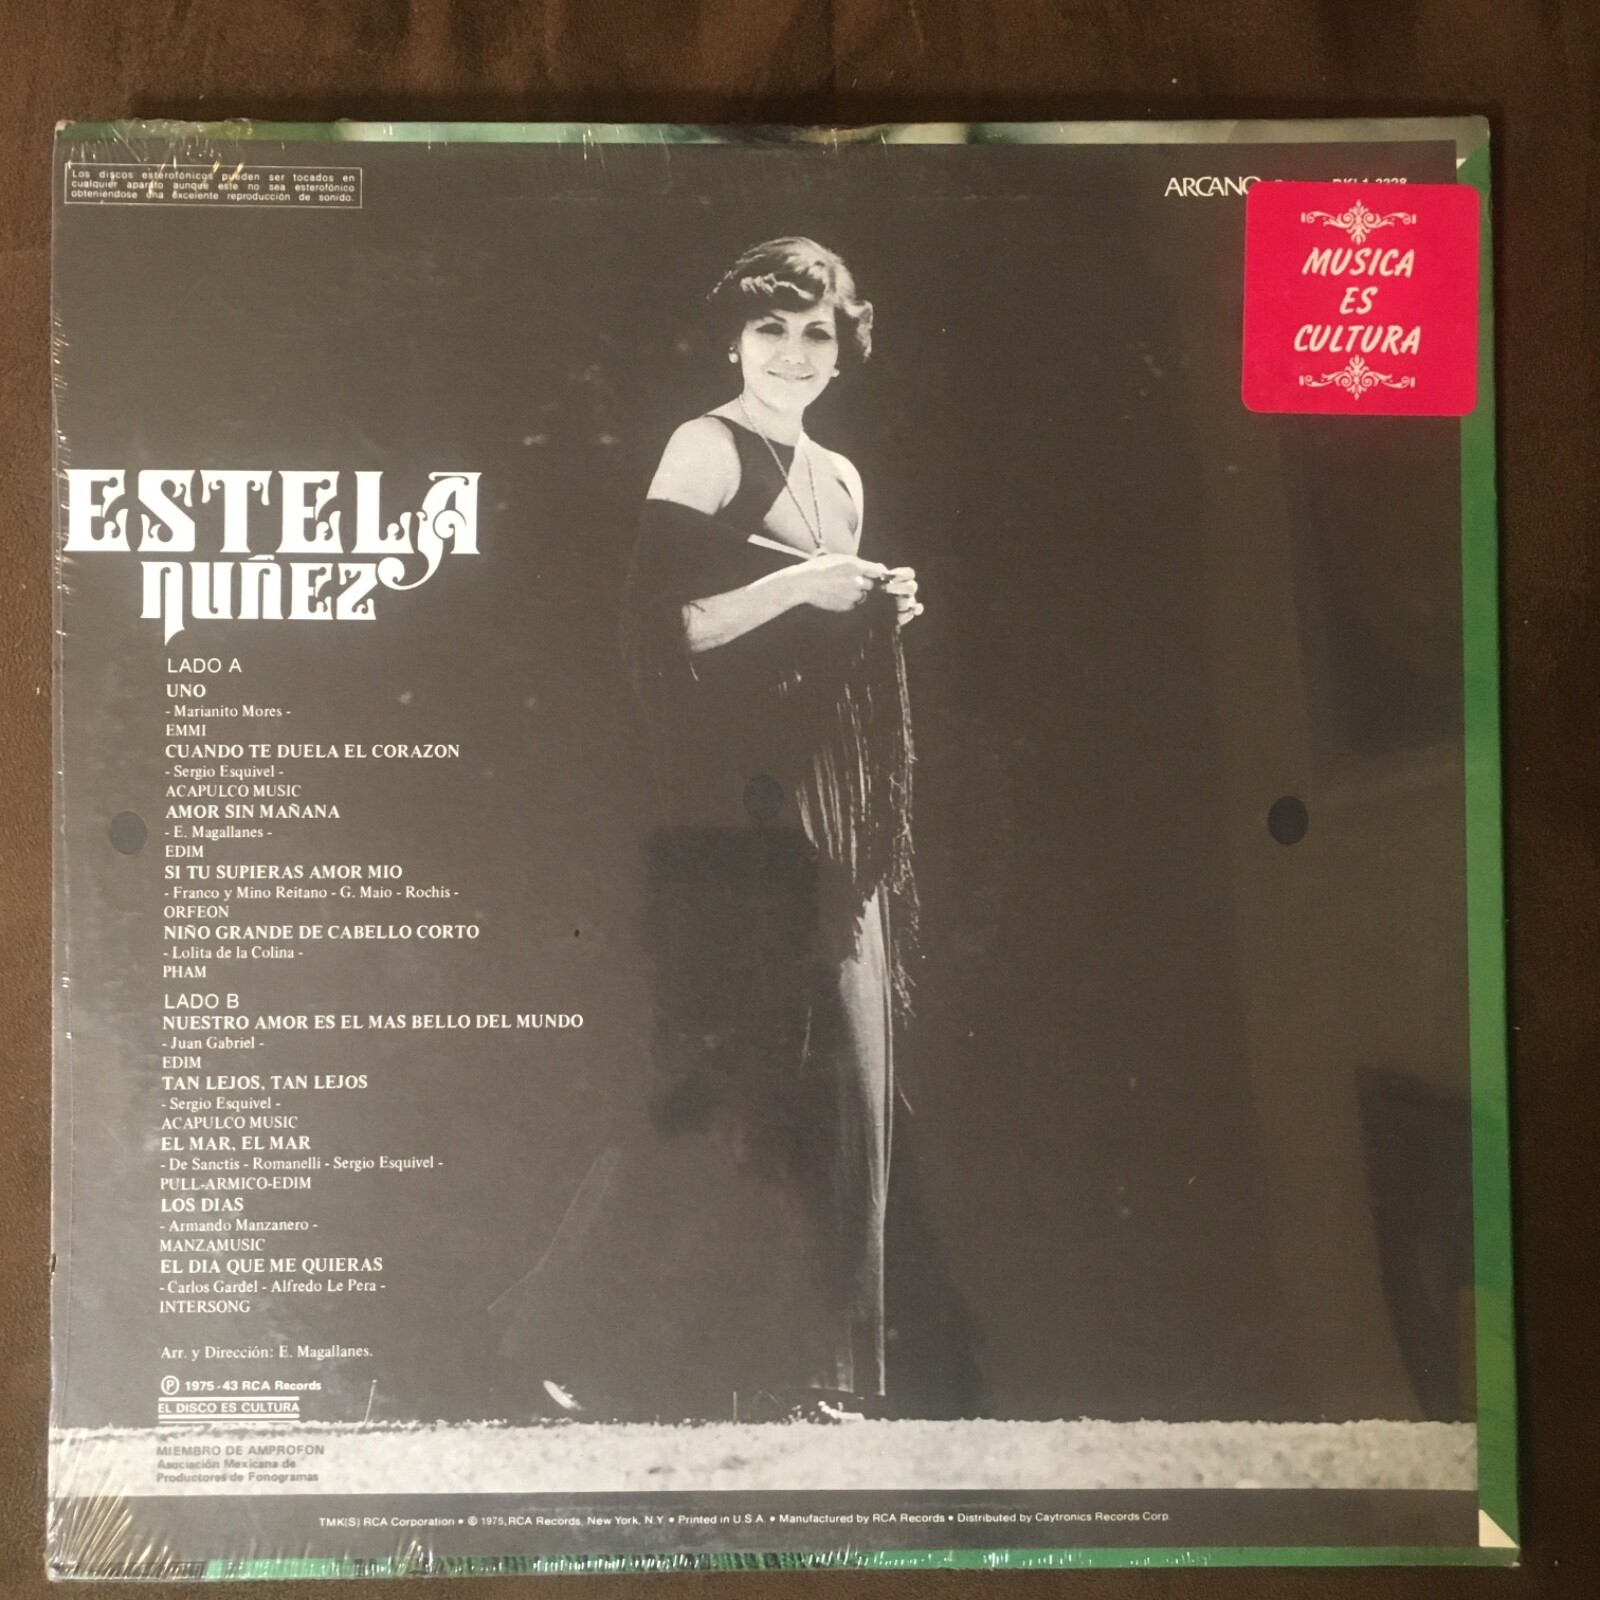 Los discos esterofónicos pueden ser tocados en
cualquier aparato aunque este no sea esterofónico
obteniendose una excelente reproducción de sonido.
ARCANO
MUSICA
ES
CULTURA
ESTELA
NUÑEZ
LADO A
UNO
- Marianito Mores -
EMMI
CUANDO TE DUELA EL CORAZON
- Sergio Esquivel -
ACAPULCO MUSIC
AMOR SIN MAÑANA
- E. Magallanes -
EDIM
SI TU SUPIERAS AMOR MIO
- Franco y Mino Reitano - G. Maio - Rochis -
ORFEON
NIÑO GRANDE DE CABELLO CORTO
- Lolita de la Colina -
PHAM
LADO B
NUESTRO AMOR ES EL MAS BELLO DEL MUNDO
- Juan Gabriel -
EDIM
TAN LEJOS, TAN LEJOS
- Sergio Esquivel -
ACAPULCO MUSIC
EL MAR, EL MAR
- De Sanctis - Romanelli - Sergio Esquivel -
PULL-ARMICO-EDIM
LOS DIAS
- Armando Manzanero -
MANZAMUSIC
EL DIA QUE ME QUIERAS
- Carlos Gardel - Alfredo Le Pera -
INTERSONG
Arr. y Dirección: E. Magallanes.
Ⓟ 1975-43 RCA Records
EL DISCO ES CULTURA
MIEMBRO DE AMPROFON
Asociación Mexicana de
Productores de Fonogramas
TMK(S) RCA Corporation • © 1975, RCA Records, New York, N.Y. • Printed in U.S.A. • Manufactured by RCA Records • Distributed by Caytronics Records Corp.